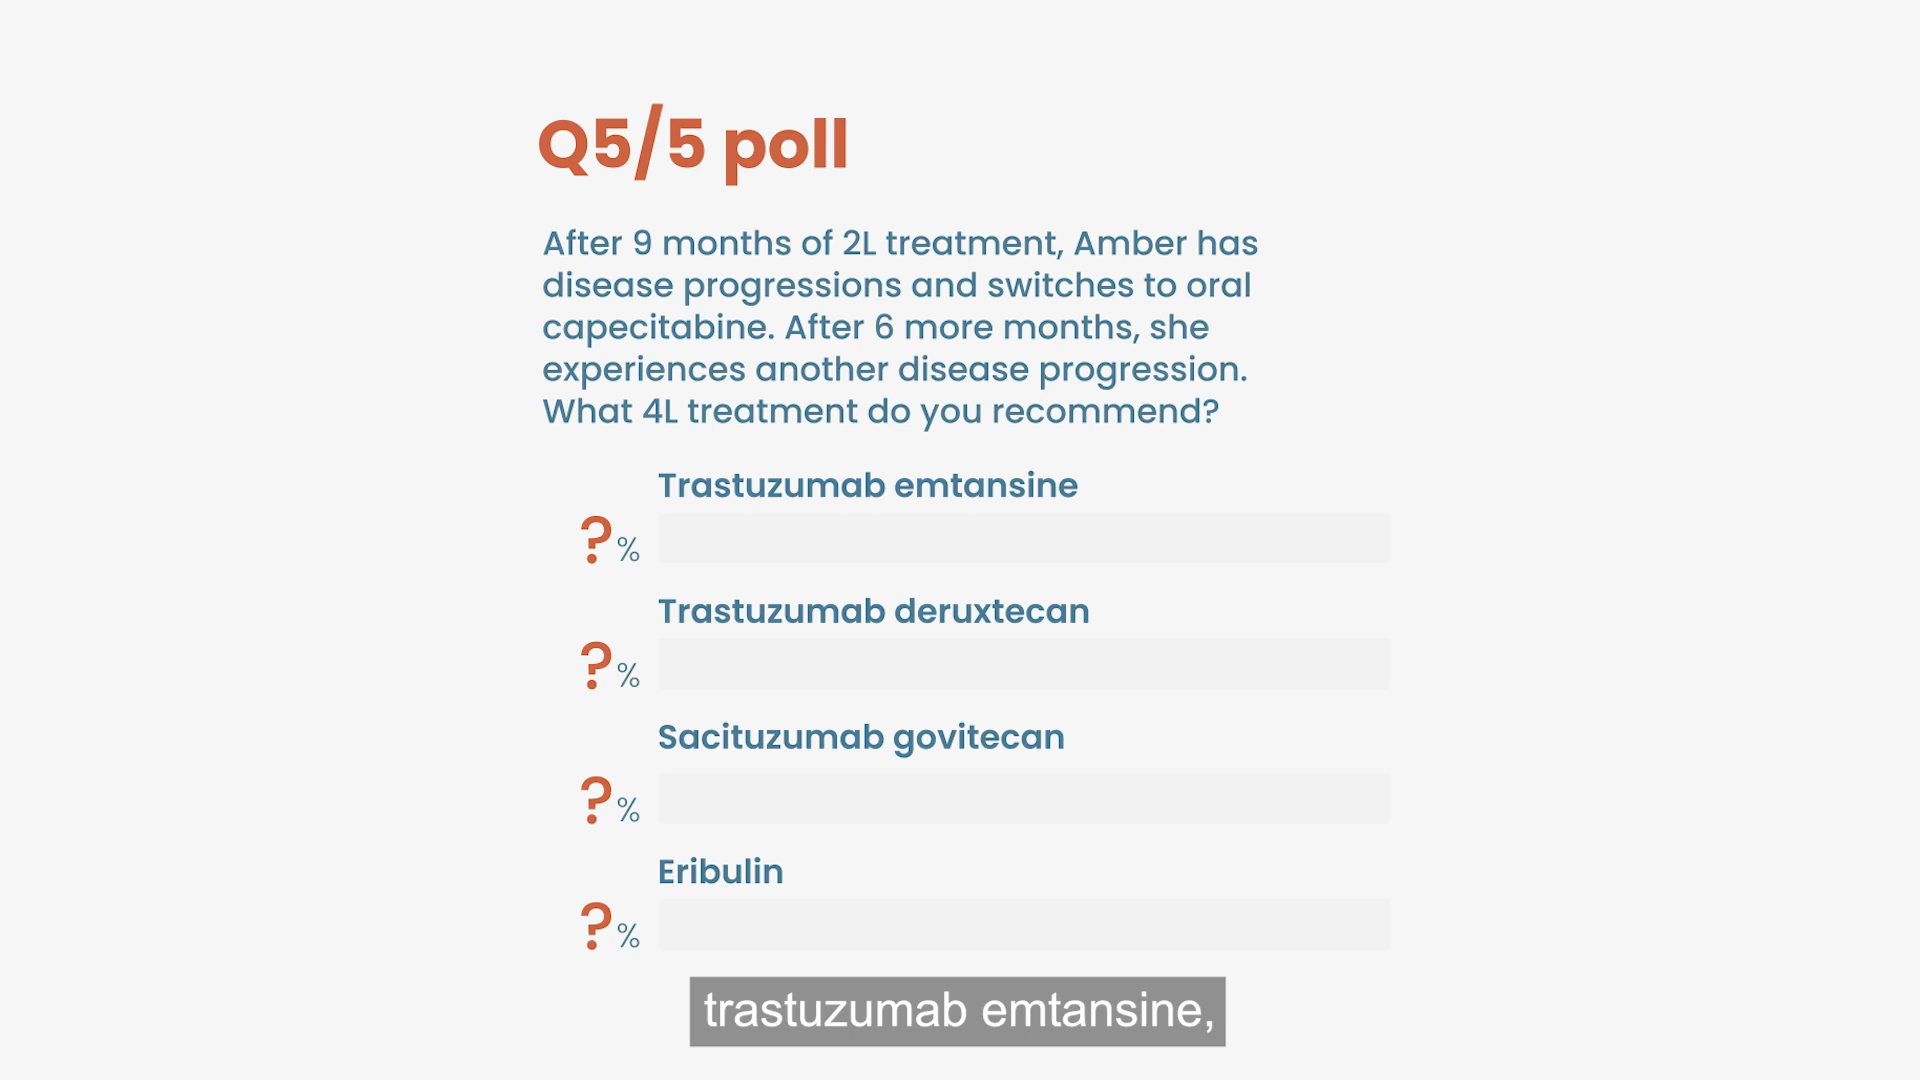 Q5/5 poll
After 9 months of 2L treatment, Amber has
disease progressions and switches to oral
capecitabine. After 6 more months, she
experiences another disease progression.
What 4L treatment do you recommend?
Trastuzumab emtansine
?%
Trastuzumab deruxtecan
?%
Sacituzumab govitecan
?%
Eribulin
?%
trastuzumab emtansine,